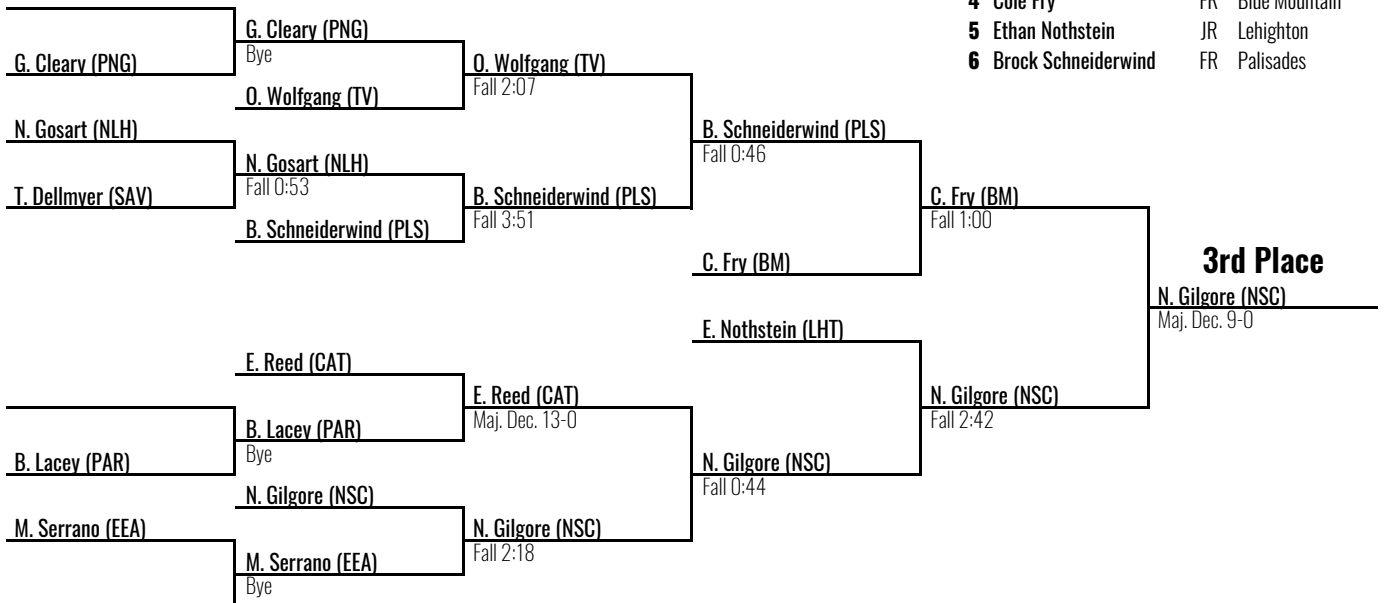 4 Cole Fry FR Blue Mountain
5 Ethan Nothstein JR Lehighton
6 Brock Schneiderwind FR Palisades
G. Cleary (PNG)
G. Cleary (PNG)
Bye
O. Wolfgang (TV)
O. Wolfgang (TV)
Fall 2:07
N. Gosart (NLH)
T. Dellmyer (SAV)
N. Gosart (NLH)
Fall 0:53
B. Schneiderwind (PLS)
B. Schneiderwind (PLS)
Fall 3:51
B. Schneiderwind (PLS)
Fall 0:46
C. Fry (BM)
C. Fry (BM)
Fall 1:00
3rd Place
N. Gilgore (NSC)
Maj. Dec. 9-0
E. Nothstein (LHT)
E. Reed (CAT)
B. Lacey (PAR)
B. Lacey (PAR)
Bye
E. Reed (CAT)
Maj. Dec. 13-0
N. Gilgore (NSC)
Fall 2:42
N. Gilgore (NSC)
Fall 0:44
N. Gilgore (NSC)
M. Serrano (EEA)
M. Serrano (EEA)
Bye
N. Gilgore (NSC)
Fall 2:18